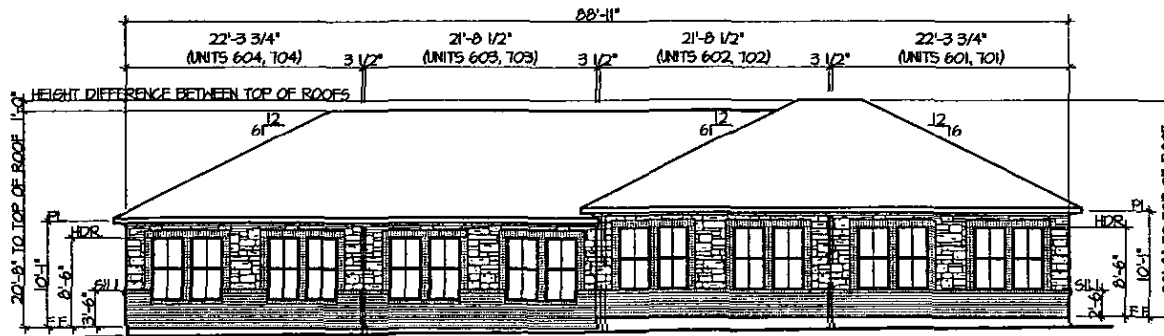 88'-11"
22'-3 3/4"
(UNITS 604, 704)
3 1/2"
21'-8 1/2"
(UNITS 603, 703)
3 1/2"
21'-8 1/2"
(UNITS 602, 702)
3 1/2"
22'-3 3/4"
(UNITS 601, 701)
HEIGHT DIFFERENCE BETWEEN TOP OF ROOFS
1'-0"
12
6
12
6
12
6
20'-8" TO TOP OF ROOF
Pl
HDR.
10'-1"
8'-6"
3'-6"
F.F.
Pl
HDR.
SILL
10'-1"
8'-6"
2'-6"
F.F.